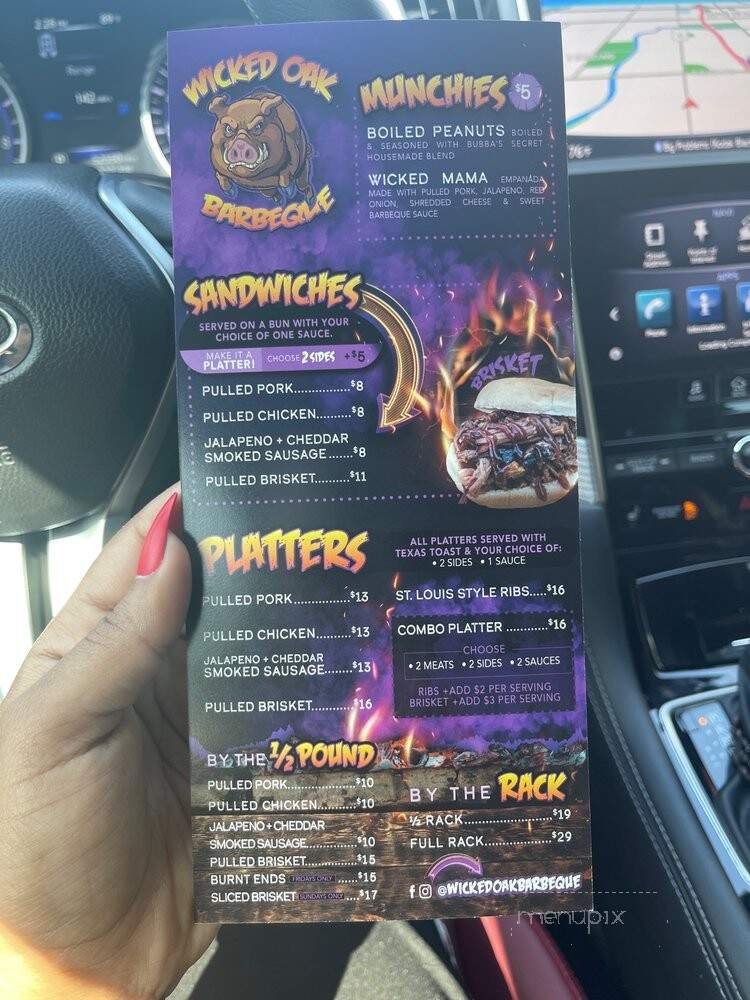 WICKED OAK
BARBEQUE
MUNCHIES $5
BOILED PEANUTS BOILED
& SEASONED WITH BUBBA'S SECRET
HOUSEMADE BLEND
WICKED MAMA EMPANADA
MADE WITH PULLED PORK, JALAPENO, RED
ONION, SHREDDED CHEESE & SWEET
BARBEQUE SAUCE
SANDWICHES
SERVED ON A BUN WITH YOUR
CHOICE OF ONE SAUCE.
MAKE IT A
PLATTER! CHOOSE 2 SIDES +$5
PULLED PORK..........$8
PULLED CHICKEN..........$8
JALAPENO + CHEDDAR
SMOKED SAUSAGE.......$8
PULLED BRISKET..........$11
BRISKET
PLATTERS
PULLED PORK...............$13
PULLED CHICKEN..........$13
JALAPENO + CHEDDAR
SMOKED SAUSAGE.......$13
PULLED BRISKET............$16
ALL PLATTERS SERVED WITH
TEXAS TOAST & YOUR CHOICE OF:
• 2 SIDES • 1 SAUCE
ST. LOUIS STYLE RIBS.....$16
COMBO PLATTER ............$16
CHOOSE
• 2 MEATS • 2 SIDES • 2 SAUCES
RIBS +ADD $2 PER SERVING
BRISKET +ADD $3 PER SERVING
BY THE 1/2 POUND
PULLED PORK....................$10
PULLED CHICKEN...........$10
JALAPENO + CHEDDAR
SMOKED SAUSAGE...............$10
PULLED BRISKET...............$15
BURNT ENDS FRIDAYS ONLY ......$15
SLICED BRISKET SUNDAYS ONLY ....$17
BY THE RACK
½ RACK......................$19
FULL RACK.................$29
@WICKEDOAKBARBEQUE
menupix